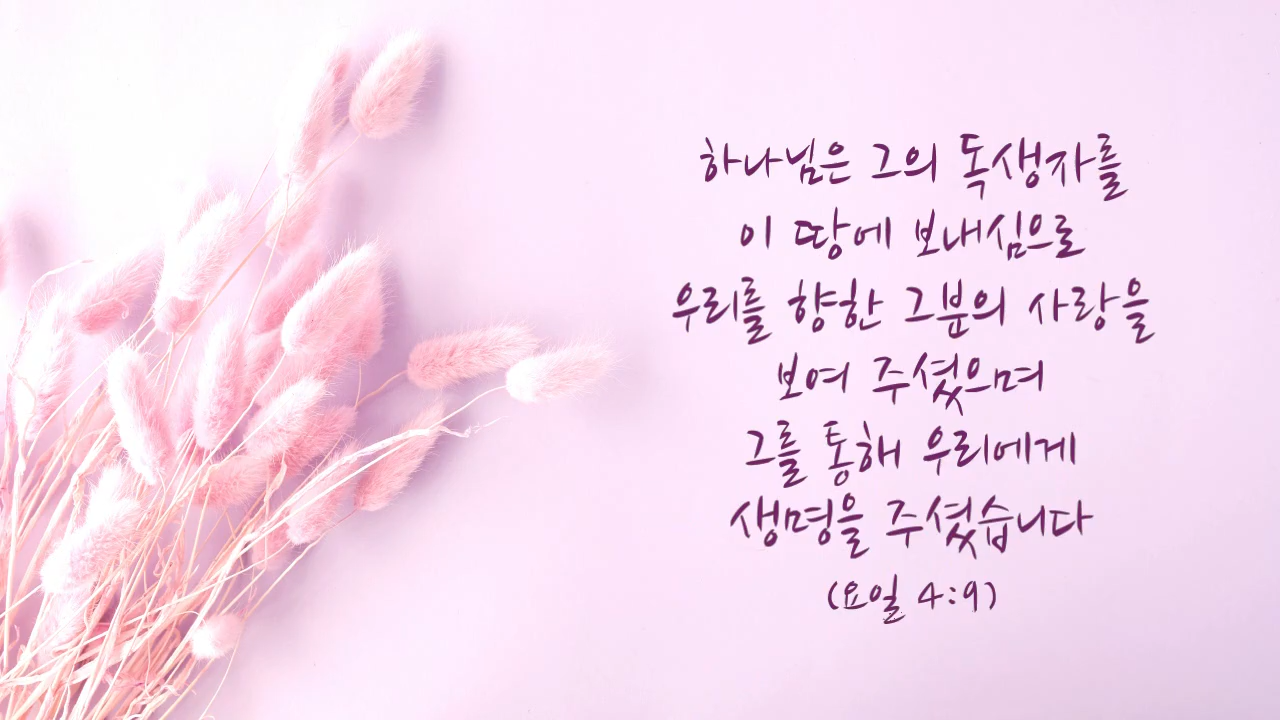 하나님은 그의 독생자를
이 땅에 보내심으로
우리를 향한 그분의 사랑을
보여 주셨으며
그를 통해 우리에게
생명을 주셨습니다
(요일 4:9)